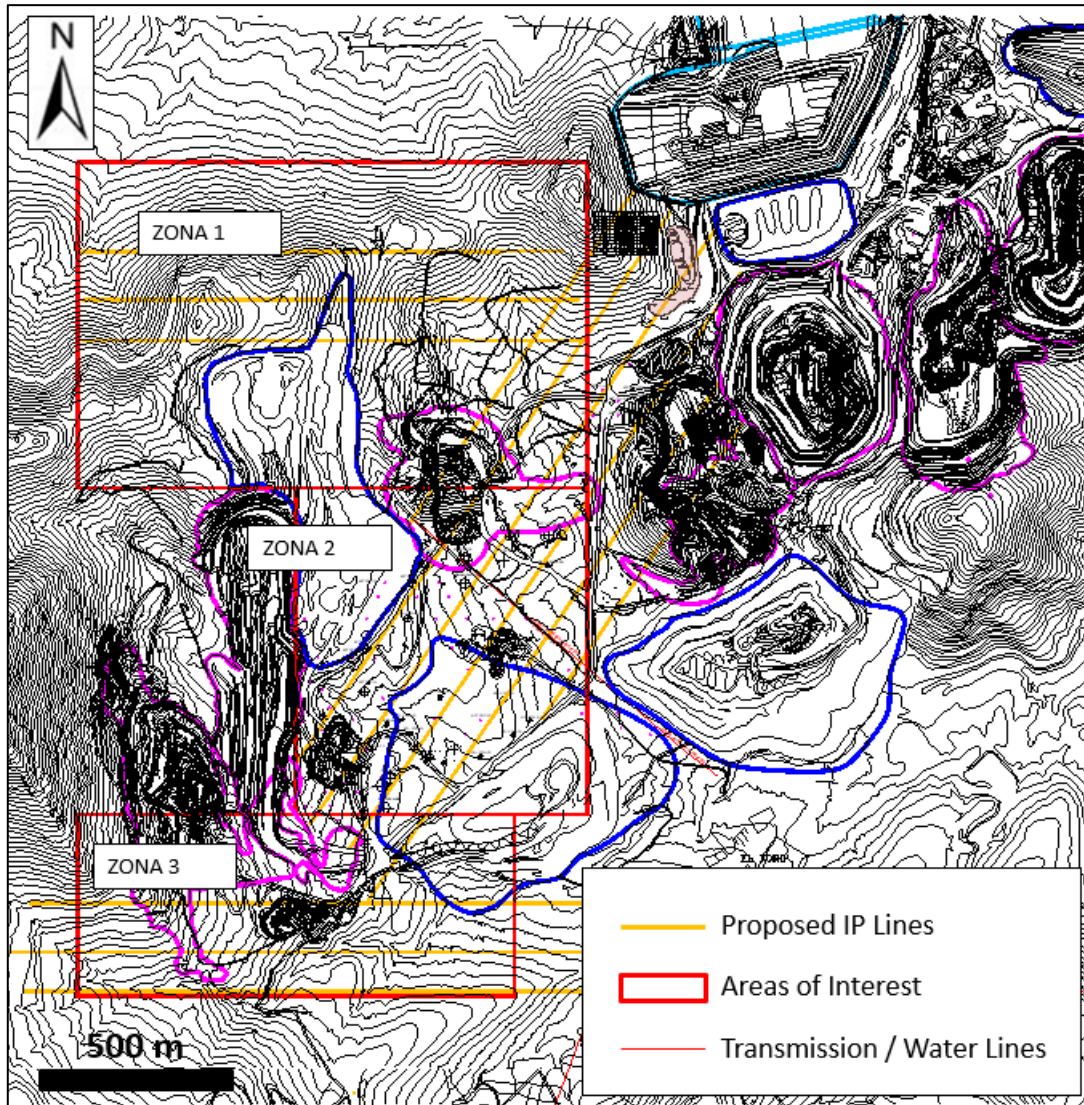 N
ZONA 1
ZONA 2
ZONA 3
Proposed IP Lines
Areas of Interest
Transmission / Water Lines
500 m